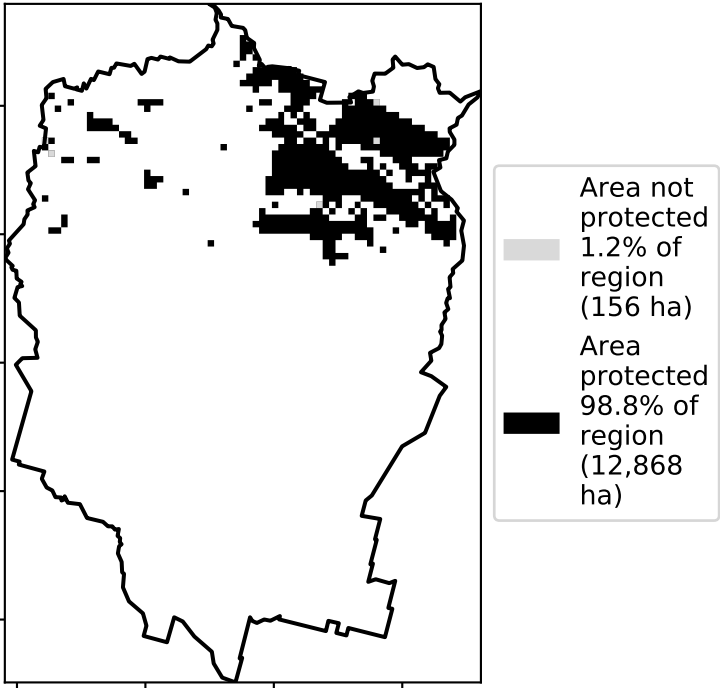 Area not
protected
1.2% of
region
(156 ha)
Area
protected
98.8% of
region
(12,868
ha)